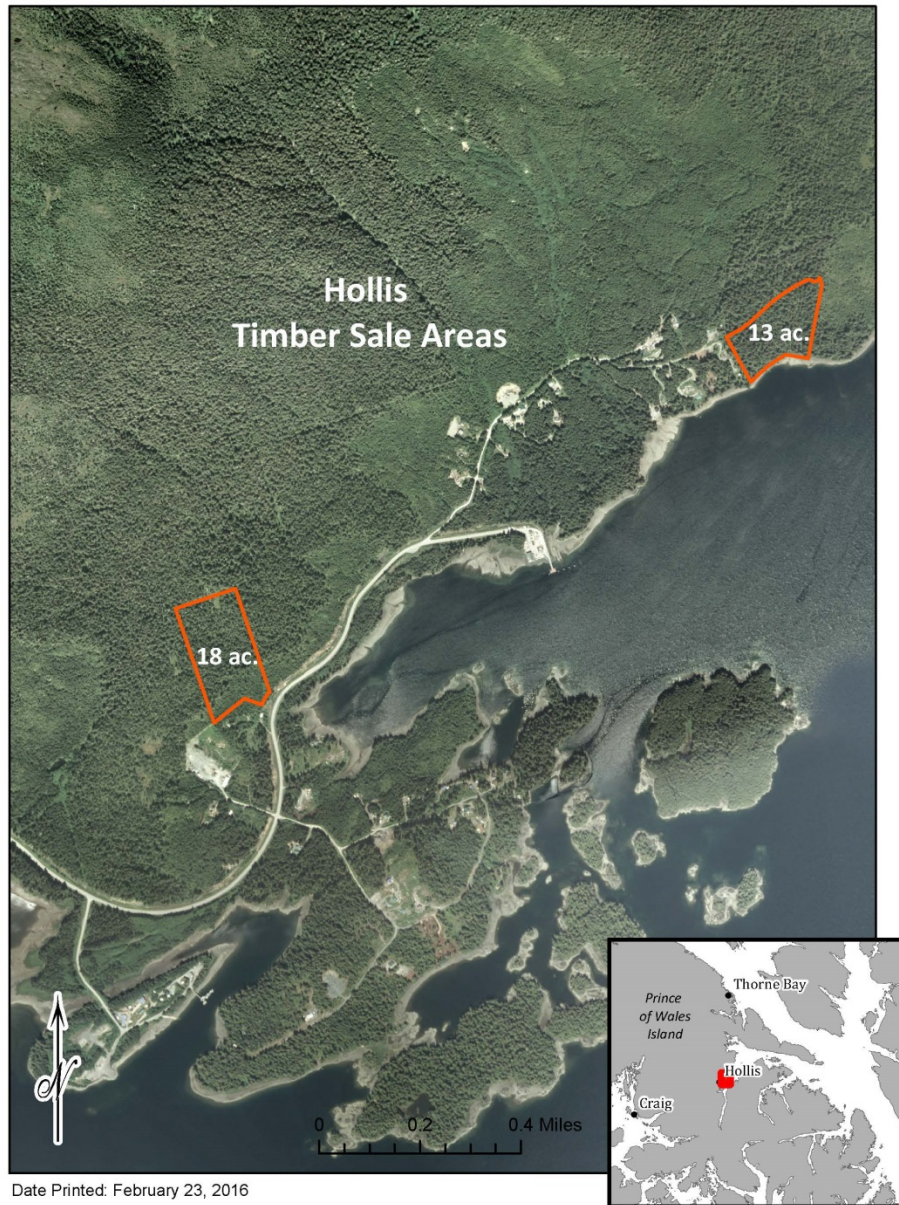 Hollis
Timber Sale Areas
13 ac.
18 ac.
N
0 0.2 0.4 Miles
Prince
of Wales
Island
Thorne Bay
Hollis
Craig
Date Printed: February 23, 2016